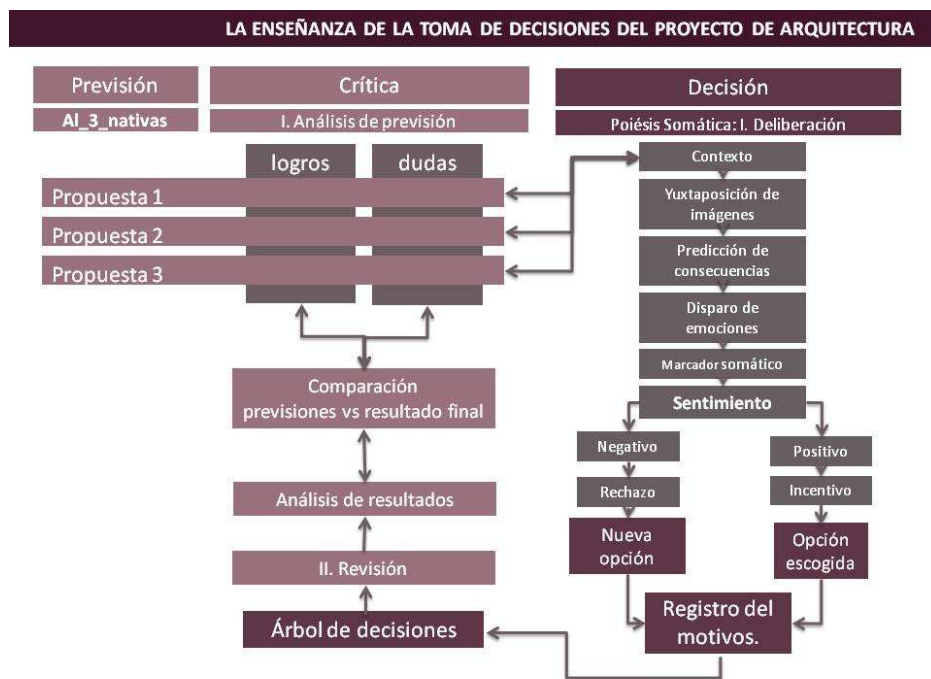 LA ENSEÑANZA DE LA TOMA DE DECISIONES DEL PROYECTO DE ARQUITECTURA
Previsión
Al_3_nativas
Crítica
I. Análisis de previsión
logros
dudas
Propuesta 1
Propuesta 2
Propuesta 3
Comparación
previsiones vs resultado final
Análisis de resultados
II. Revisión
Árbol de decisiones
Decisión
Poiésis Somática: I. Deliberación
Contexto
Yuxtaposición de
imágenes
Predicción de
consecuencias
Disparo de
emociones
Marcador somático
Sentimiento
Negativo
Rechazo
Nueva
opción
Positivo
Incentivo
Opción
escogida
Registro del
motivos.